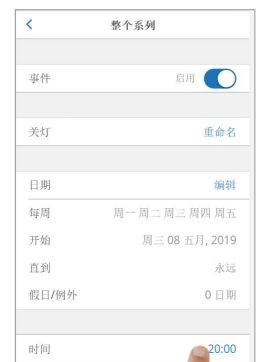 整个系列
事件 启用
关灯 重命名
日期 编辑
每周 周一 周二 周三 周四 周五
开始 周三 08 五月, 2019
直到 永远
假日/例外 0 日期
时间 20:00